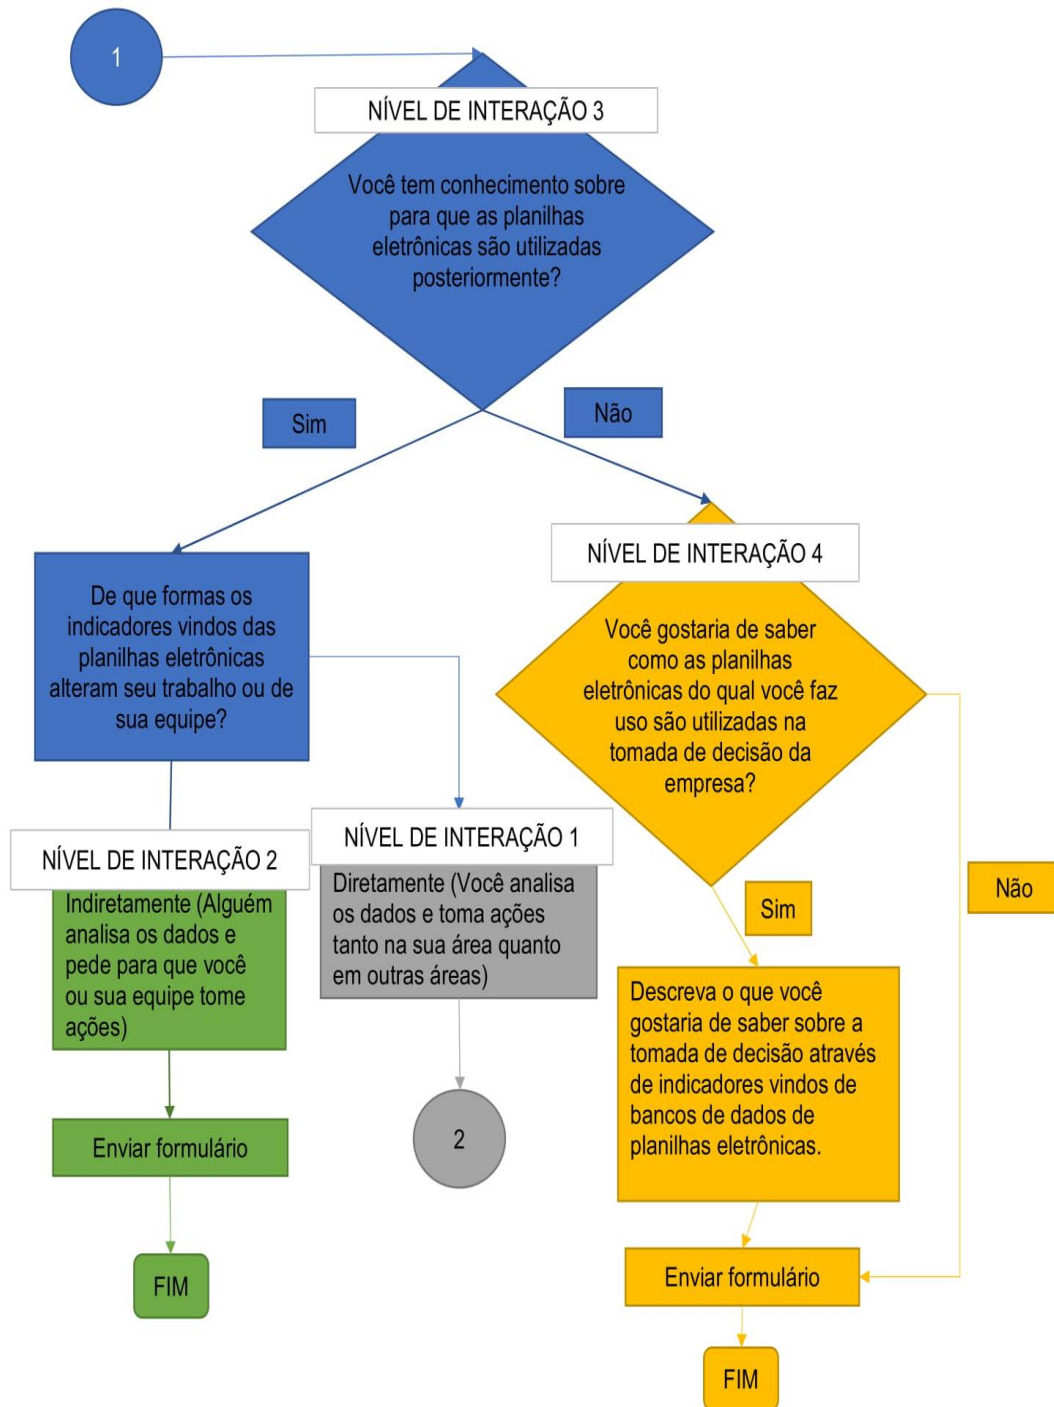 1
NÍVEL DE INTERAÇÃO 3
Você tem conhecimento sobre
para que as planilhas
eletrônicas são utilizadas
posteriormente?
Sim
Não
De que formas os
indicadores vindos das
planilhas eletrônicas
alteram seu trabalho ou de
sua equipe?
NÍVEL DE INTERAÇÃO 4
Você gostaria de saber
como as planilhas
eletrônicas do qual você faz
uso são utilizadas na
tomada de decisão da
empresa?
NÍVEL DE INTERAÇÃO 2
Indiretamente (Alguém
analisa os dados e
pede para que você
ou sua equipe tome
ações)
NÍVEL DE INTERAÇÃO 1
Diretamente (Você analisa
os dados e toma ações
tanto na sua área quanto
em outras áreas)
Sim
Não
Descreva o que você
gostaria de saber sobre a
tomada de decisão através
de indicadores vindos de
bancos de dados de
planilhas eletrônicas.
Enviar formulário
2
FIM
Enviar formulário
FIM